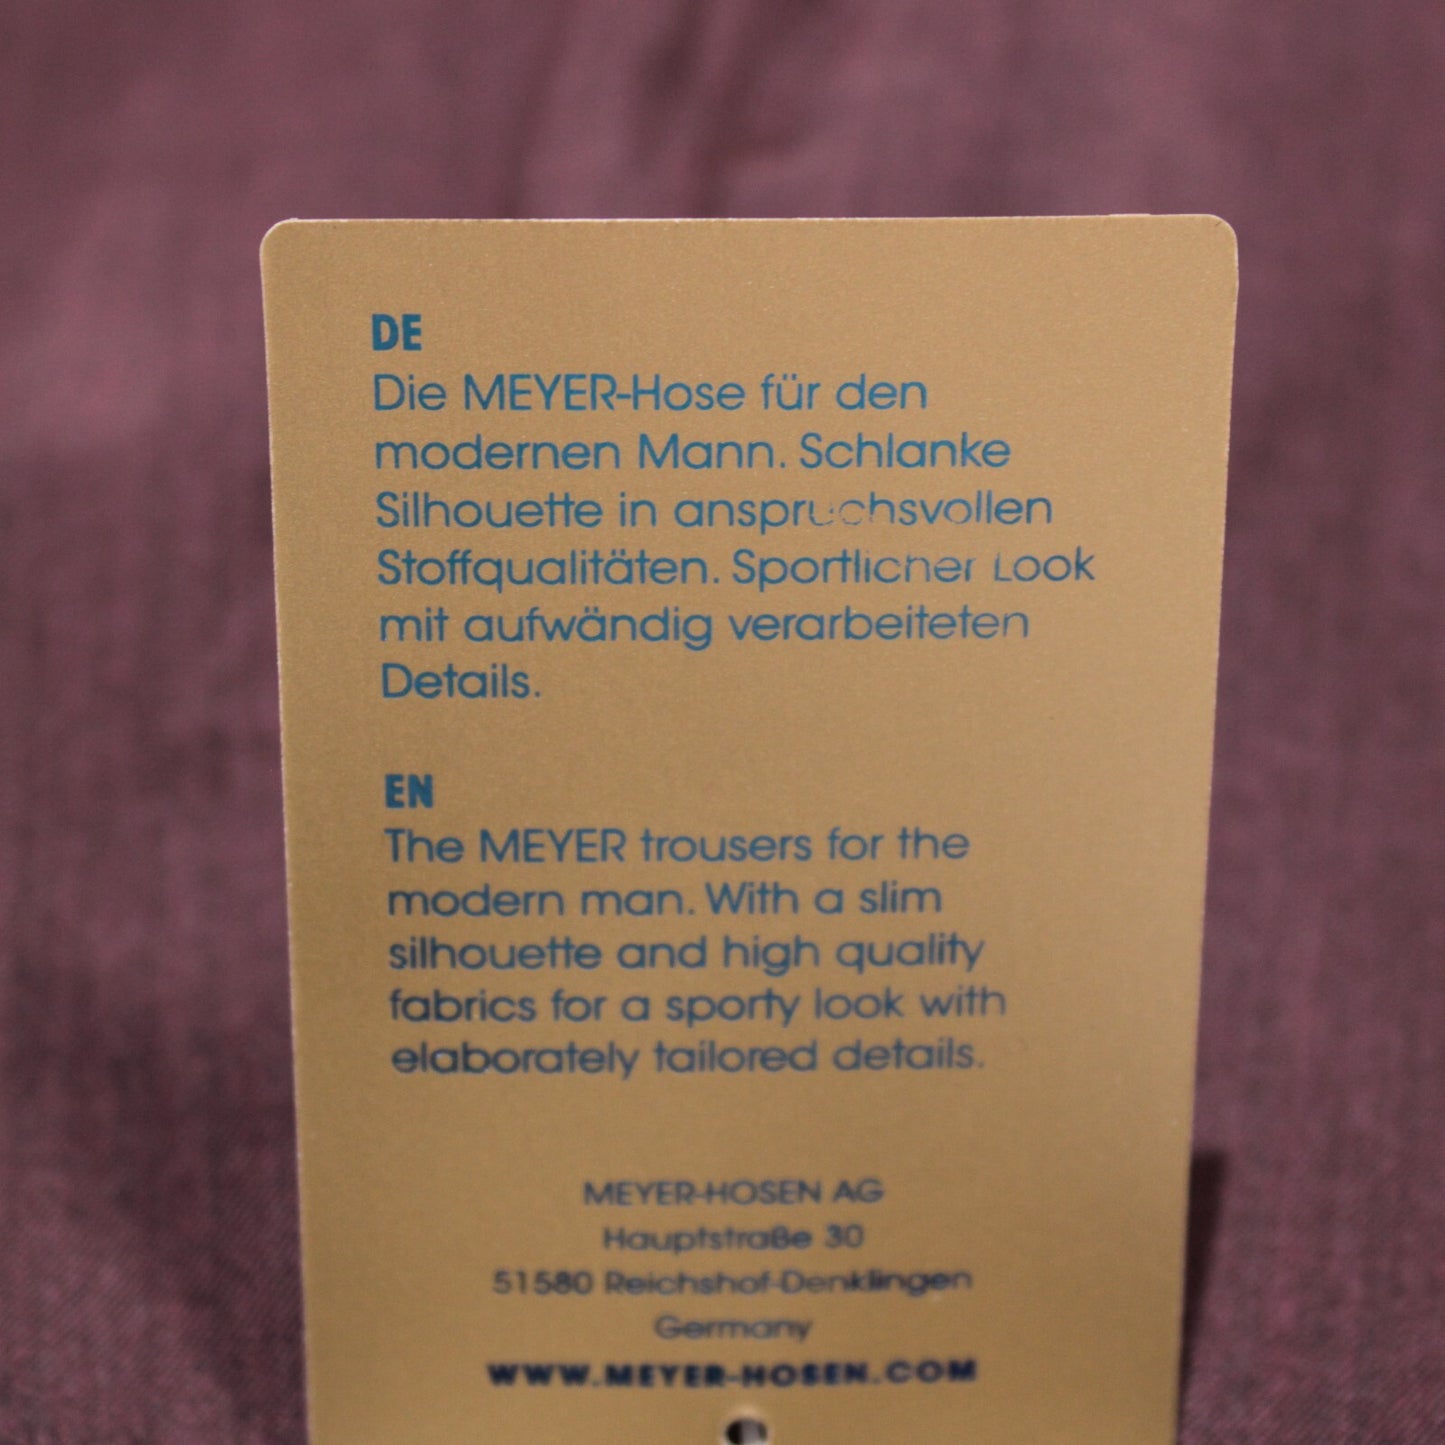 DE
Die MEYER-Hose für den
modernen Mann. Schlanke
Silhouette in anspruchsvollen
Stoffqualitäten. Sportlicher Look
mit aufwändig verarbeiteten
Details.
EN
The MEYER trousers for the
modern man. With a slim
silhouette and high quality
fabrics for a sporty look with
elaborately tailored details.
MEYER-HOSEN AG
Hauptstraße 30
51580 Reichshof-Denklingen
Germany
WWW.MEYER-HOSEN.COM